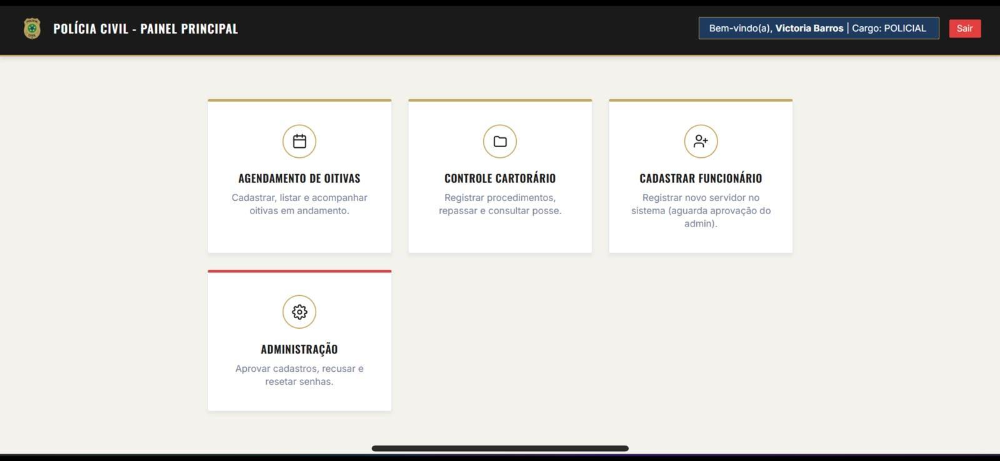 POLÍCIA CIVIL - PAINEL PRINCIPAL
Bem-vindo(a), Victoria Barros | Cargo: POLICIAL
Sair
AGENDAMENTO DE OITIVAS
Cadastrar, listar e acompanhar
oitivas em andamento.
CONTROLE CARTORÁRIO
Registrar procedimentos,
repassar e consultar posse.
CADASTRAR FUNCIONÁRIO
Registrar novo servidor no
sistema (aguarda aprovação do
admin).
ADMINISTRAÇÃO
Aprovar cadastros, recusar e
resetar senhas.